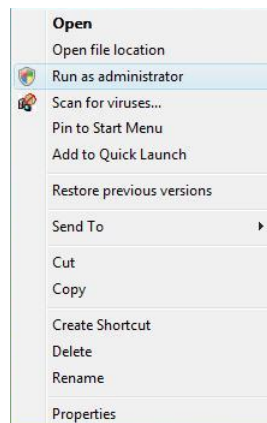 Open
Open file location
Run as administrator
Scan for viruses...
Pin to Start Menu
Add to Quick Launch
Restore previous versions
Send To
Cut
Copy
Create Shortcut
Delete
Rename
Properties